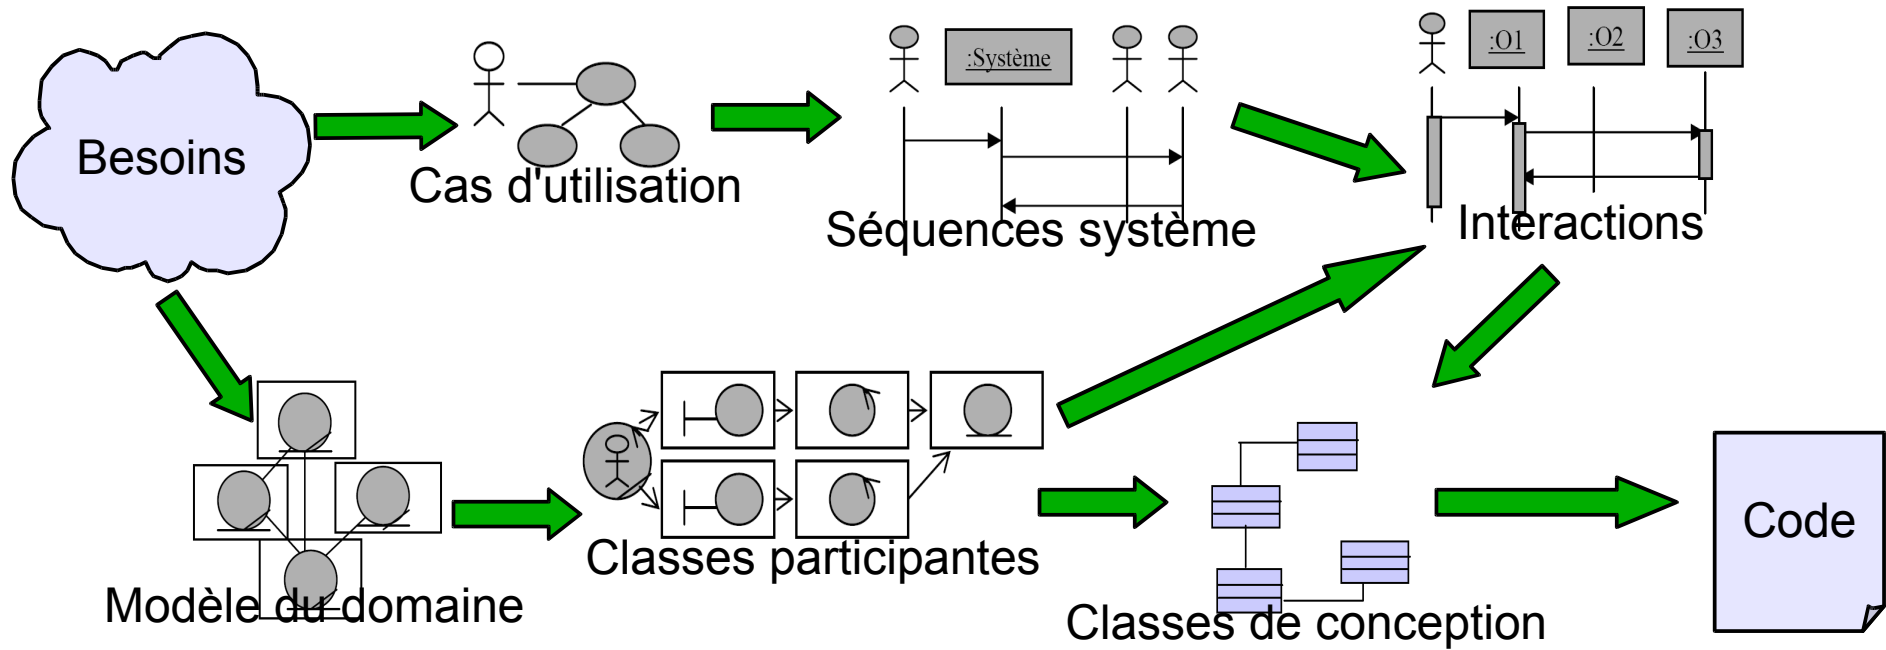 Besoins
Cas d'utilisation
:Système
Séquences système
:O1
:O2
:O3
Interactions
Modèle du domaine
Classes participantes
Classes de conception
Code